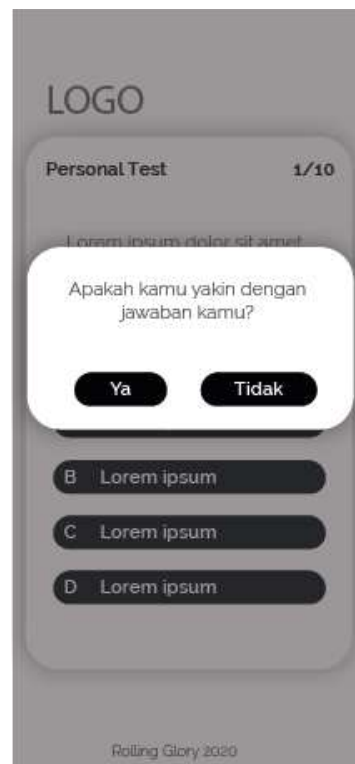 LOGO
Personal Test 1/10
Lorem ipsum dolor sit amet
Apakah kamu yakin dengan
jawaban kamu?
Ya Tidak
B Lorem ipsum
C Lorem ipsum
D Lorem ipsum
Rolling Glory 2020